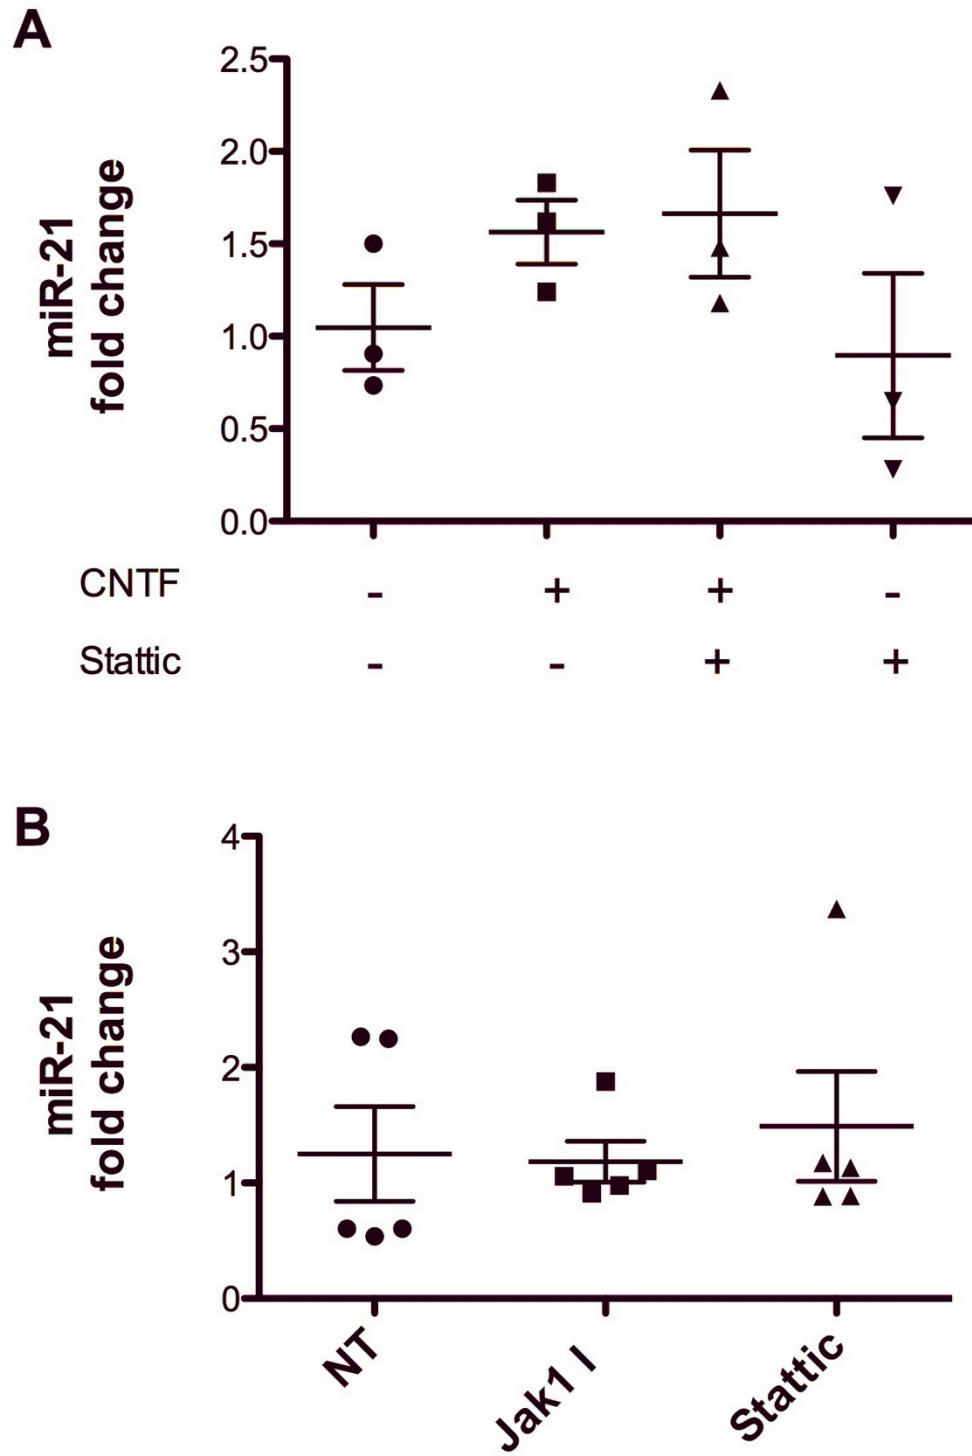 A
miR-21
fold change
2.5
2.0
1.5
1.0
0.5
0.0
CNTF - + + -
Stattic - - + +
B
miR-21
fold change
4
3
2
1
0
NT
Jak1 I
Stattic